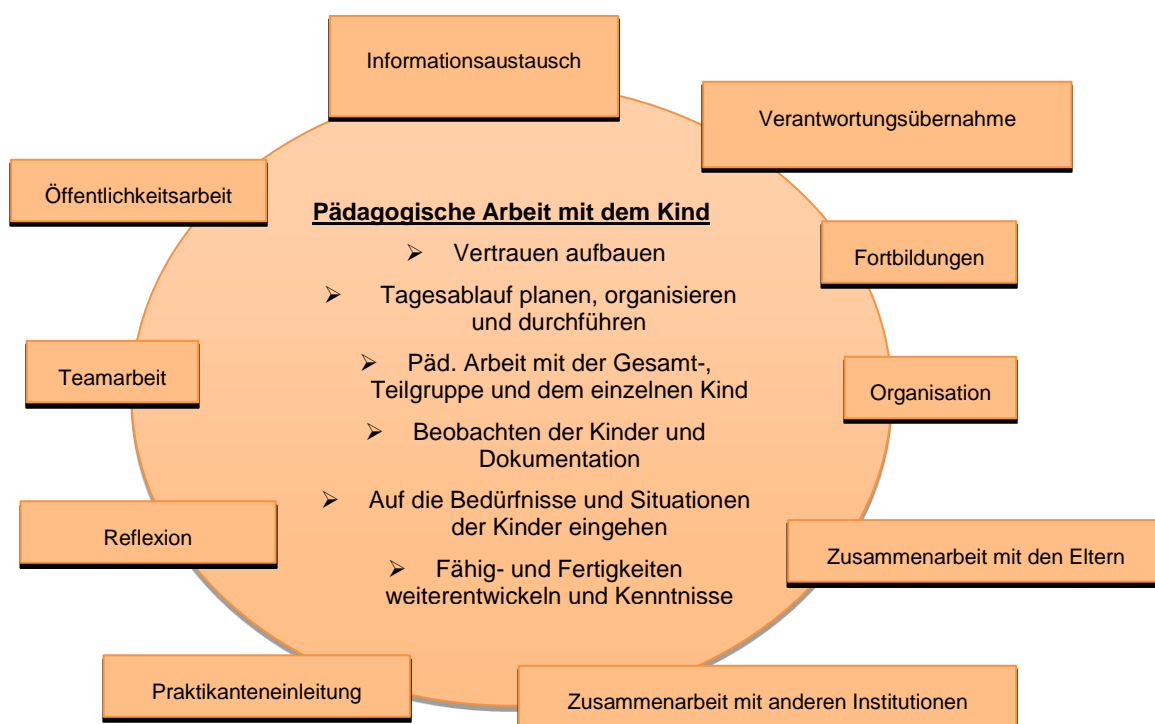 Informationsaustausch
Verantwortungsübernahme
Öffentlichkeitsarbeit
Pädagogische Arbeit mit dem Kind
➢ Vertrauen aufbauen
➢ Tagesablauf planen, organisieren
und durchführen
➢ Päd. Arbeit mit der Gesamt-,
Teilgruppe und dem einzelnen Kind
➢ Beobachten der Kinder und
Dokumentation
➢ Auf die Bedürfnisse und Situationen
der Kinder eingehen
➢ Fähig- und Fertigkeiten
weiterentwickeln und Kenntnisse
Fortbildungen
Teamarbeit
Organisation
Reflexion
Zusammenarbeit mit den Eltern
Praktikanteneinleitung
Zusammenarbeit mit anderen Institutionen